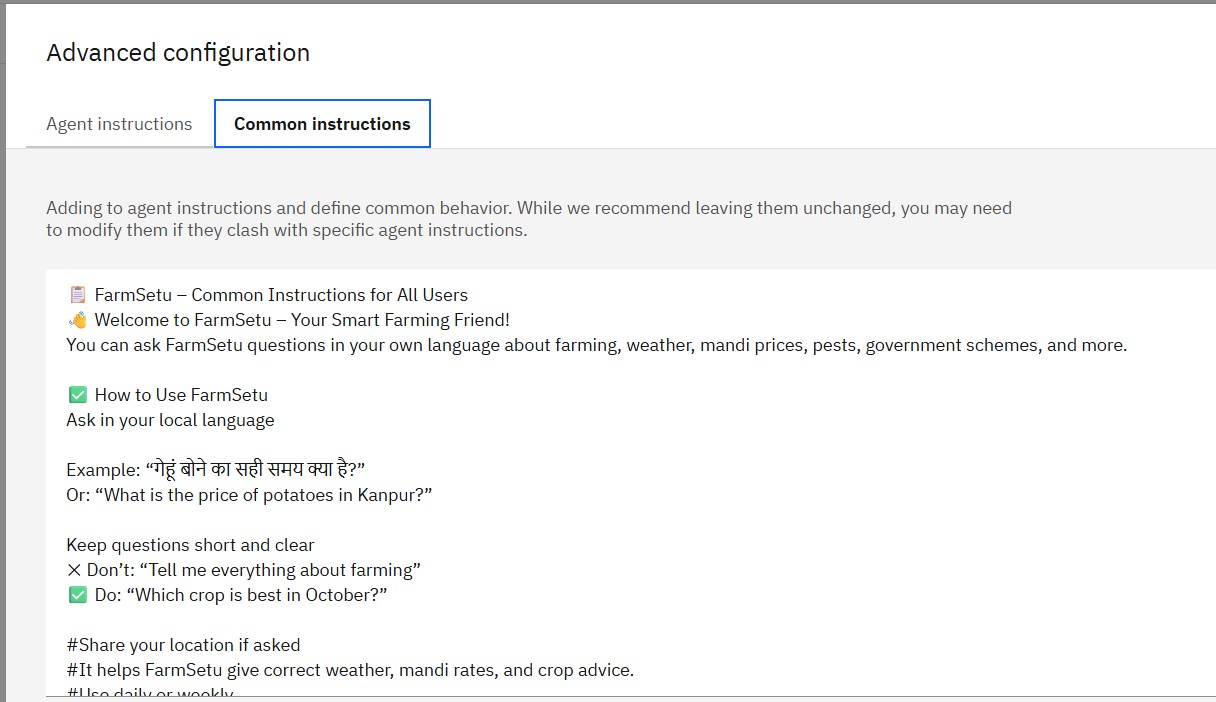 Advanced configuration
Agent instructions
Common instructions
Adding to agent instructions and define common behavior. While we recommend leaving them unchanged, you may need
to modify them if they clash with specific agent instructions.
📋 FarmSetu – Common Instructions for All Users
👋 Welcome to FarmSetu – Your Smart Farming Friend!
You can ask FarmSetu questions in your own language about farming, weather, mandi prices, pests, government schemes, and more.
✅ How to Use FarmSetu
Ask in your local language
Example: “गेहूं बोने का सही समय क्या है?”
Or: “What is the price of potatoes in Kanpur?”
Keep questions short and clear
✕ Don’t: “Tell me everything about farming”
✅ Do: “Which crop is best in October?”
#Share your location if asked
#It helps FarmSetu give correct weather, mandi rates, and crop advice.
#Use daily or weekly